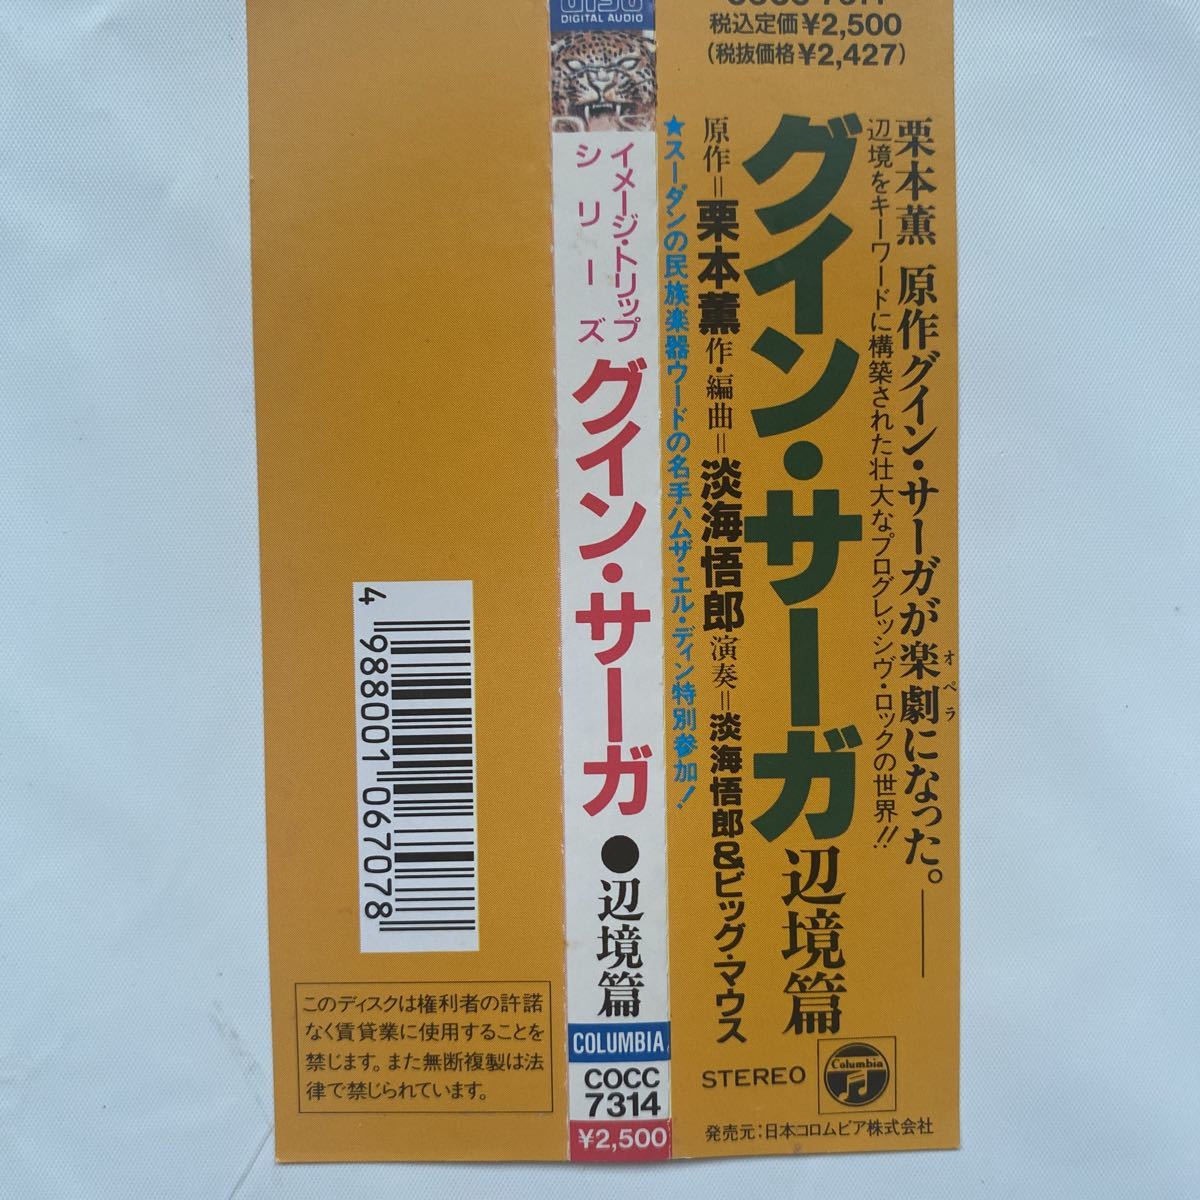 DIGITAL AUDIO
税込定価¥2,500
(税抜価格¥2,427)
栗本薫 原作グイン・サーガが楽劇になった。――
オペラ
辺境をキーワードに構築された壮大なプログレッシヴ・ロックの世界!!
グイン・サーガ 辺境篇
原作=栗本薫 作・編曲=淡海悟郎 演奏=淡海悟郎&ビッグ・マウス
★スーダンの民族楽器ウードの名手ハムザ・エル・ディン特別参加!
STEREO
Columbia
発売元:日本コロムビア株式会社
イメージ・トリップ
シリーズ
グイン・サーガ●辺境篇
COLUMBIA
COCC
7314
¥2,500
4 988001 067078
このディスクは権利者の許諾
なく賃貸業に使用することを
禁じます。また無断複製は法
律で禁じられています。